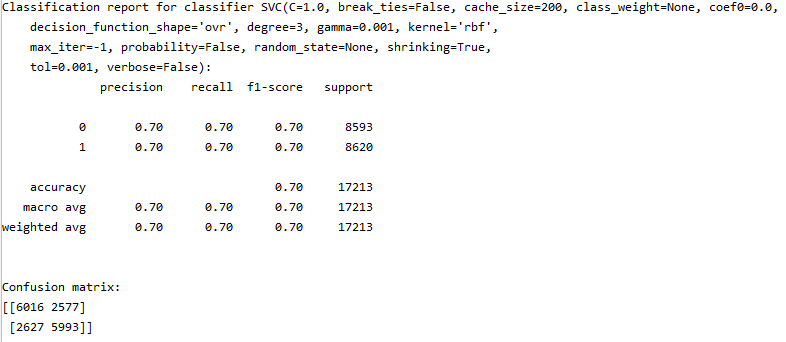 Classification report for classifier SVC(C=1.0, break_ties=False, cache_size=200, class_weight=None, coef0=0.0,
    decision_function_shape='ovr', degree=3, gamma=0.001, kernel='rbf',
    max_iter=-1, probability=False, random_state=None, shrinking=True,
    tol=0.001, verbose=False):
              precision    recall  f1-score   support

           0       0.70      0.70      0.70      8593
           1       0.70      0.70      0.70      8620

    accuracy                           0.70     17213
   macro avg       0.70      0.70      0.70     17213
weighted avg       0.70      0.70      0.70     17213


Confusion matrix:
[[6016 2577]
 [2627 5993]]